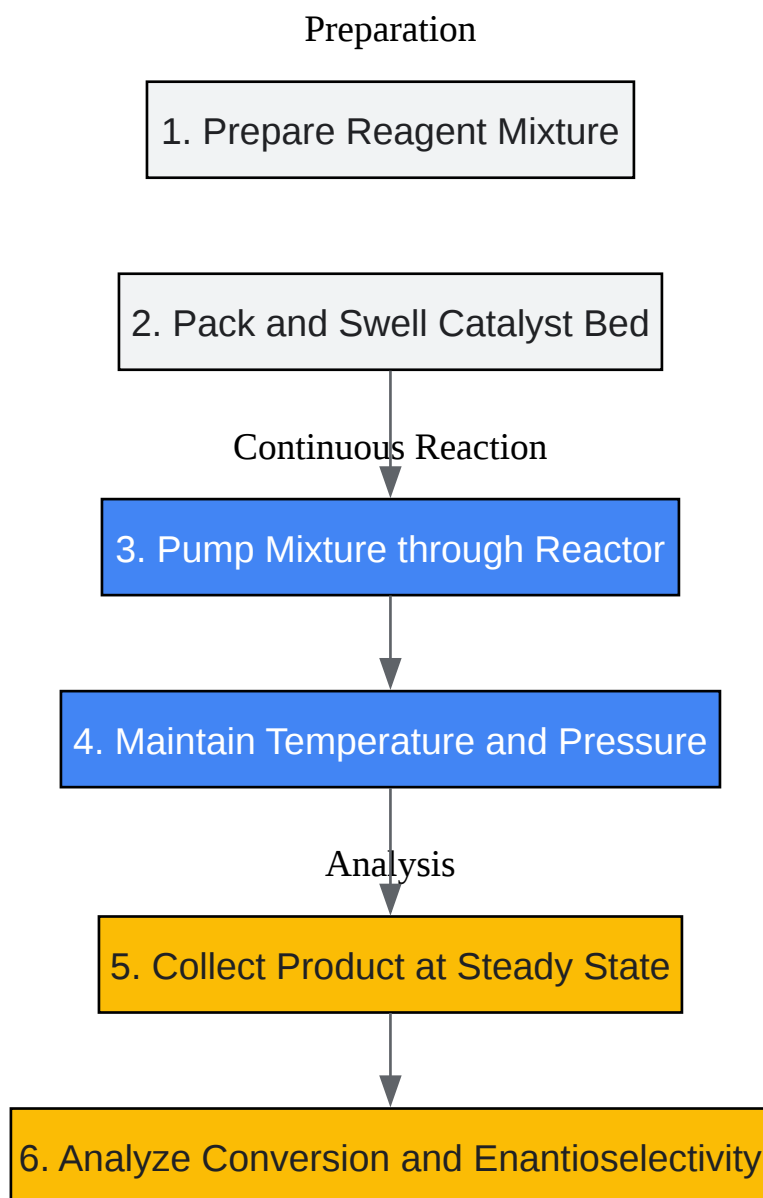 Preparation
1. Prepare Reagent Mixture
2. Pack and Swell Catalyst Bed
Continuous Reaction
3. Pump Mixture through Reactor
4. Maintain Temperature and Pressure
Analysis
5. Collect Product at Steady State
6. Analyze Conversion and Enantioselectivity